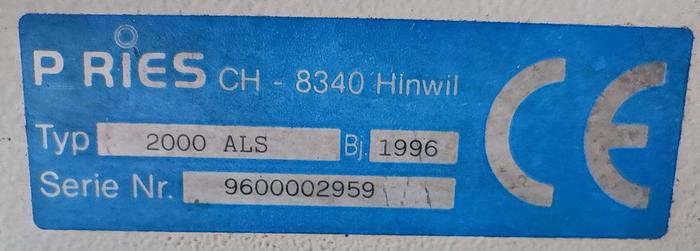 P RiES CH - 8340 Hinwil
Typ 2000 ALS Bj. 1996
Serie Nr. 9600002959
CE